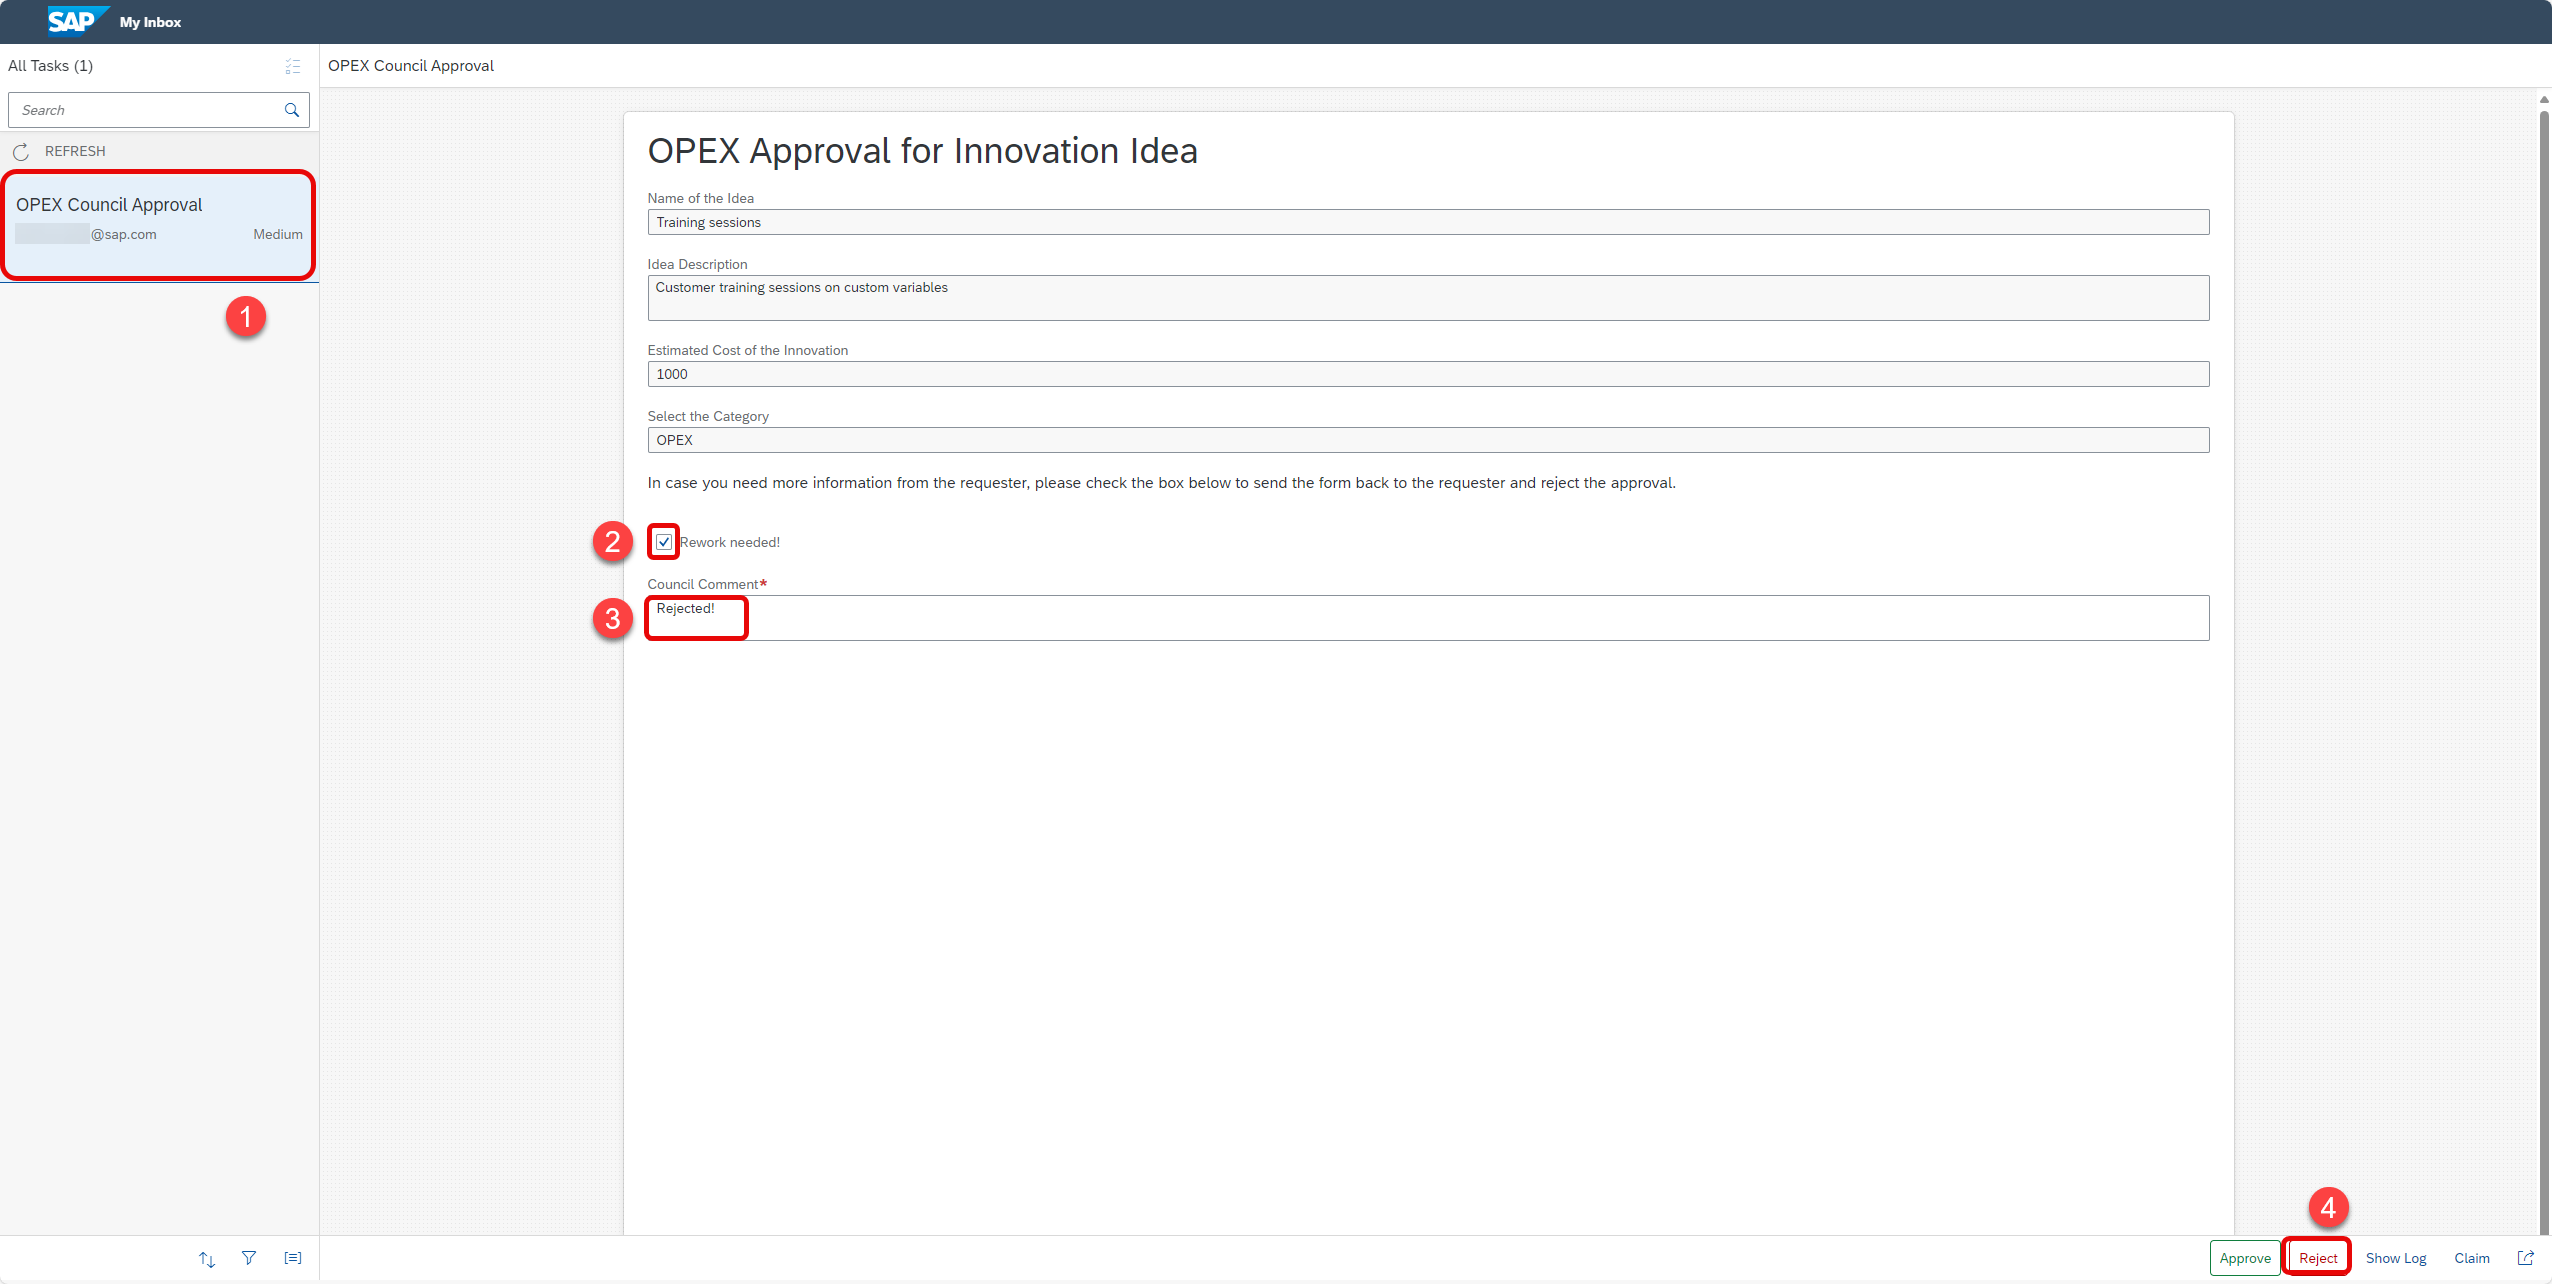 SAP My Inbox
All Tasks (1)
OPEX Council Approval
Search
REFRESH
OPEX Council Approval
@sap.com Medium
1
OPEX Approval for Innovation Idea
Name of the Idea
Training sessions
Idea Description
Customer training sessions on custom variables
Estimated Cost of the Innovation
1000
Select the Category
OPEX
In case you need more information from the requester, please check the box below to send the form back to the requester and reject the approval.
2 Rework needed!
Council Comment*
3 Rejected!
4
Approve Reject Show Log Claim